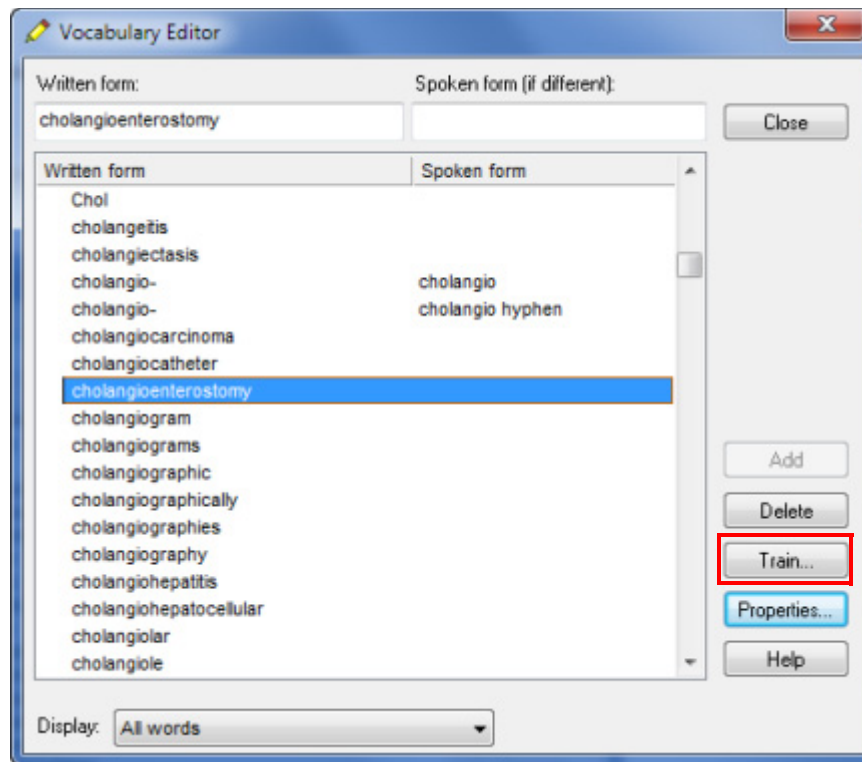 Vocabulary Editor
Written form: Spoken form (if different):
cholangioenterostomy
Close
Written form Spoken form
Chol
cholangeitis
cholangiectasis
cholangio- cholangio
cholangio- cholangio hyphen
cholangiocarcinoma
cholangiocatheter
cholangioenterostomy
cholangiogram
cholangiograms
cholangiographic
cholangiographically
cholangiographies
cholangiography
cholangiohepatitis
cholangiohepatocellular
cholangiolar
cholangiole
Add
Delete
Train...
Properties...
Help
Display: All words